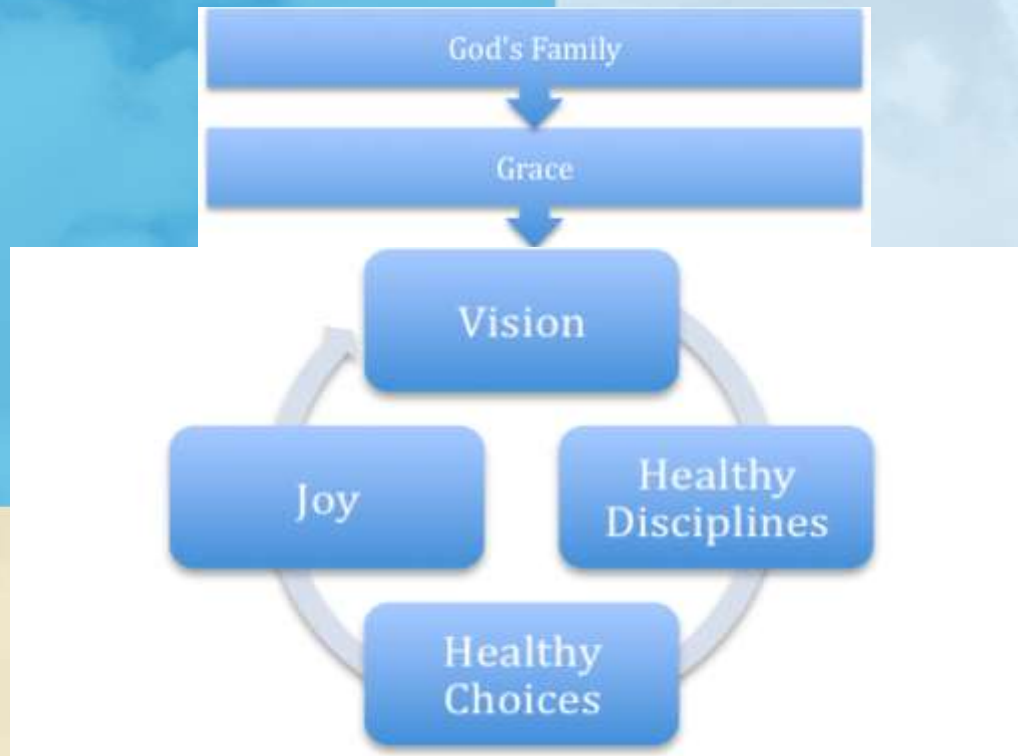 God's Family
Grace
Vision
Healthy
Disciplines
Healthy
Choices
Joy